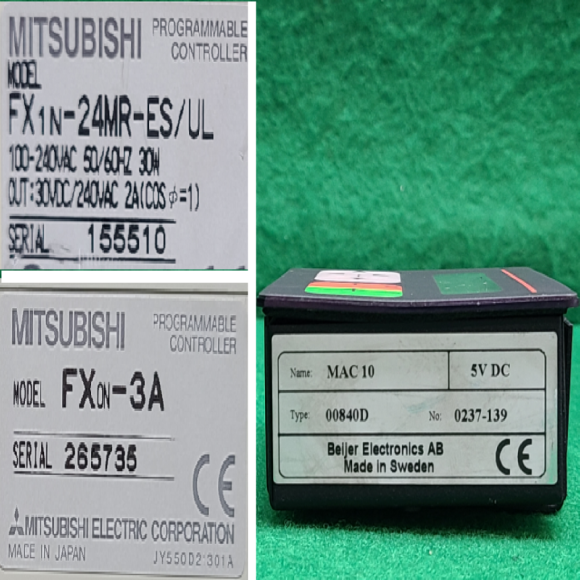 MITSUBISHI PROGRAMMABLE CONTROLLER
MODEL
FX1N-24MR-ES/UL
100-240VAC 50/60HZ 30W
OUT:30VDC/240VAC 2A(COS φ=1)
SERIAL 155510
MITSUBISHI PROGRAMMABLE CONTROLLER
MODEL FX0N-3A
SERIAL 265735
CE
MITSUBISHI ELECTRIC CORPORATION
MADE IN JAPAN JY550D2301A
Name: MAC 10 5V DC
Type: 00840D No: 0237-139
Beijer Electronics AB
Made in Sweden
CE